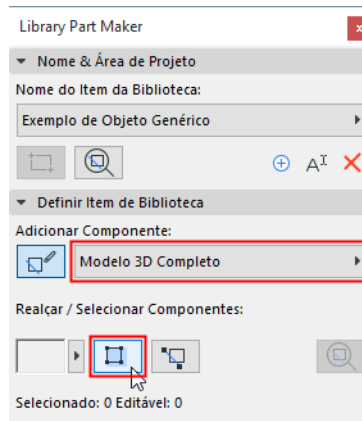 Library Part Maker
Nome & Área de Projeto
Nome do Item da Biblioteca:
Exemplo de Objeto Genérico
Definir Item de Biblioteca
Adicionar Componente:
Modelo 3D Completo
Realçar / Selecionar Componentes:
Selecionado: 0 Editável: 0